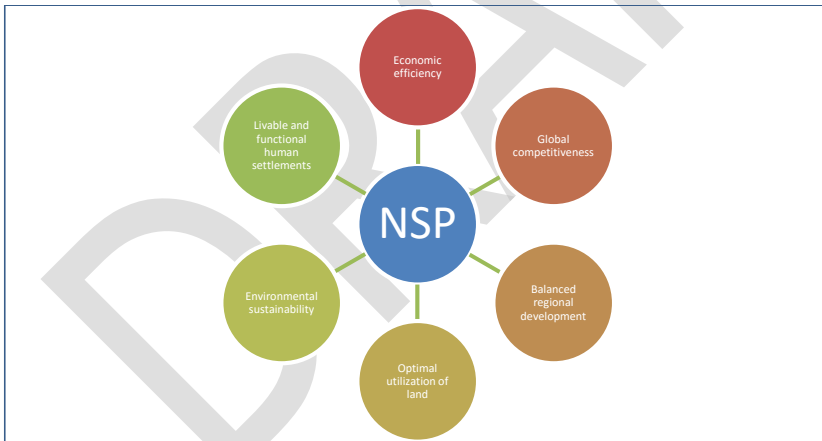 Economic
efficiency
Global
competitiveness
Balanced
regional
development
Optimal
utilization of
land
Environmental
sustainability
Livable and
functional
human
settlements
NSP